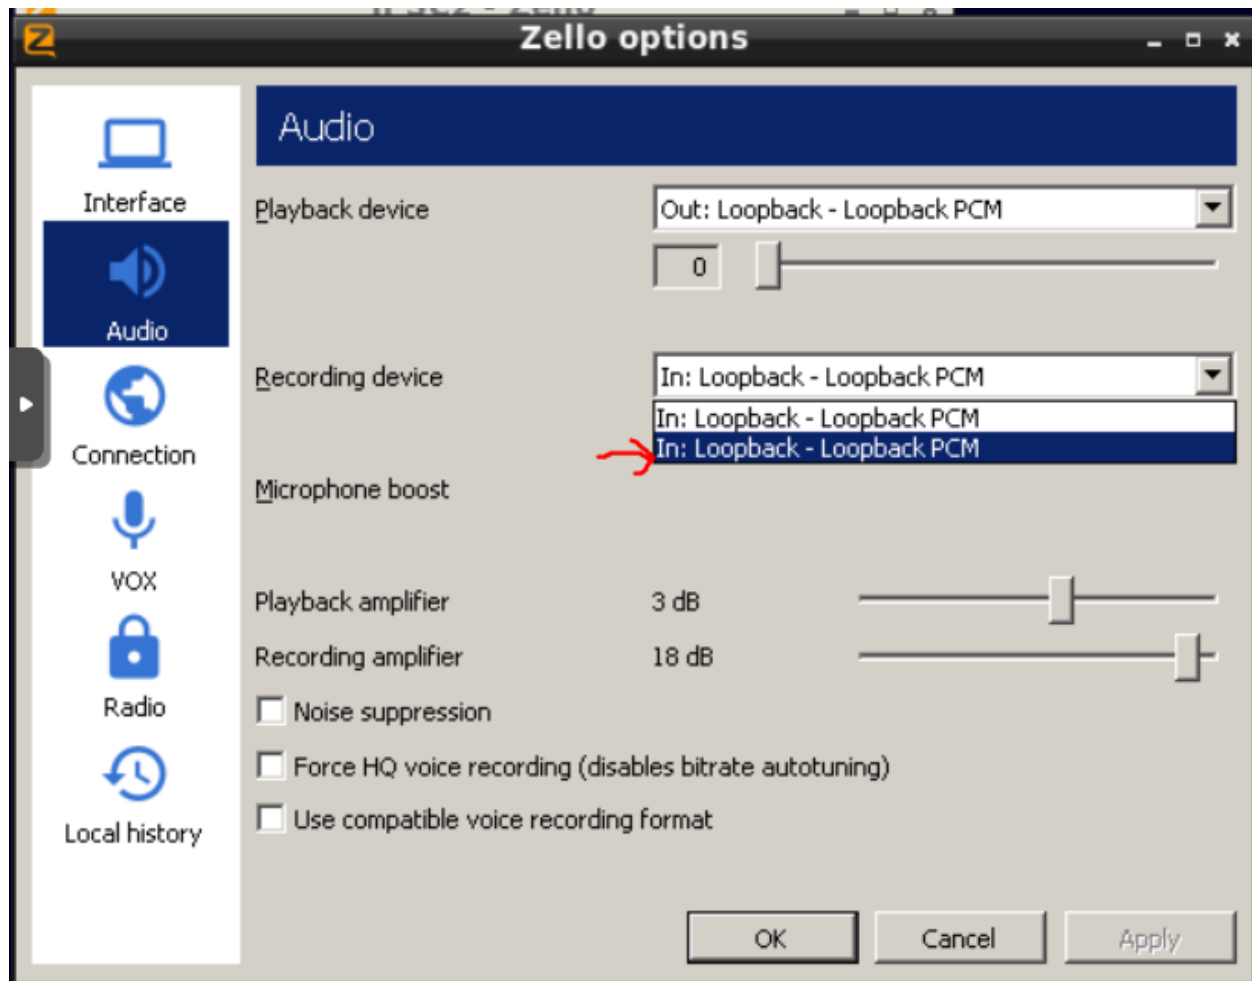 Zello options
Audio
Interface
Playback device
Out: Loopback - Loopback PCM
0
Audio
Recording device
In: Loopback - Loopback PCM
In: Loopback - Loopback PCM
In: Loopback - Loopback PCM
Connection
Microphone boost
VOX
Playback amplifier
3 dB
Recording amplifier
18 dB
Radio
Noise suppression
Force HQ voice recording (disables bitrate autotuning)
Use compatible voice recording format
Local history
OK
Cancel
Apply